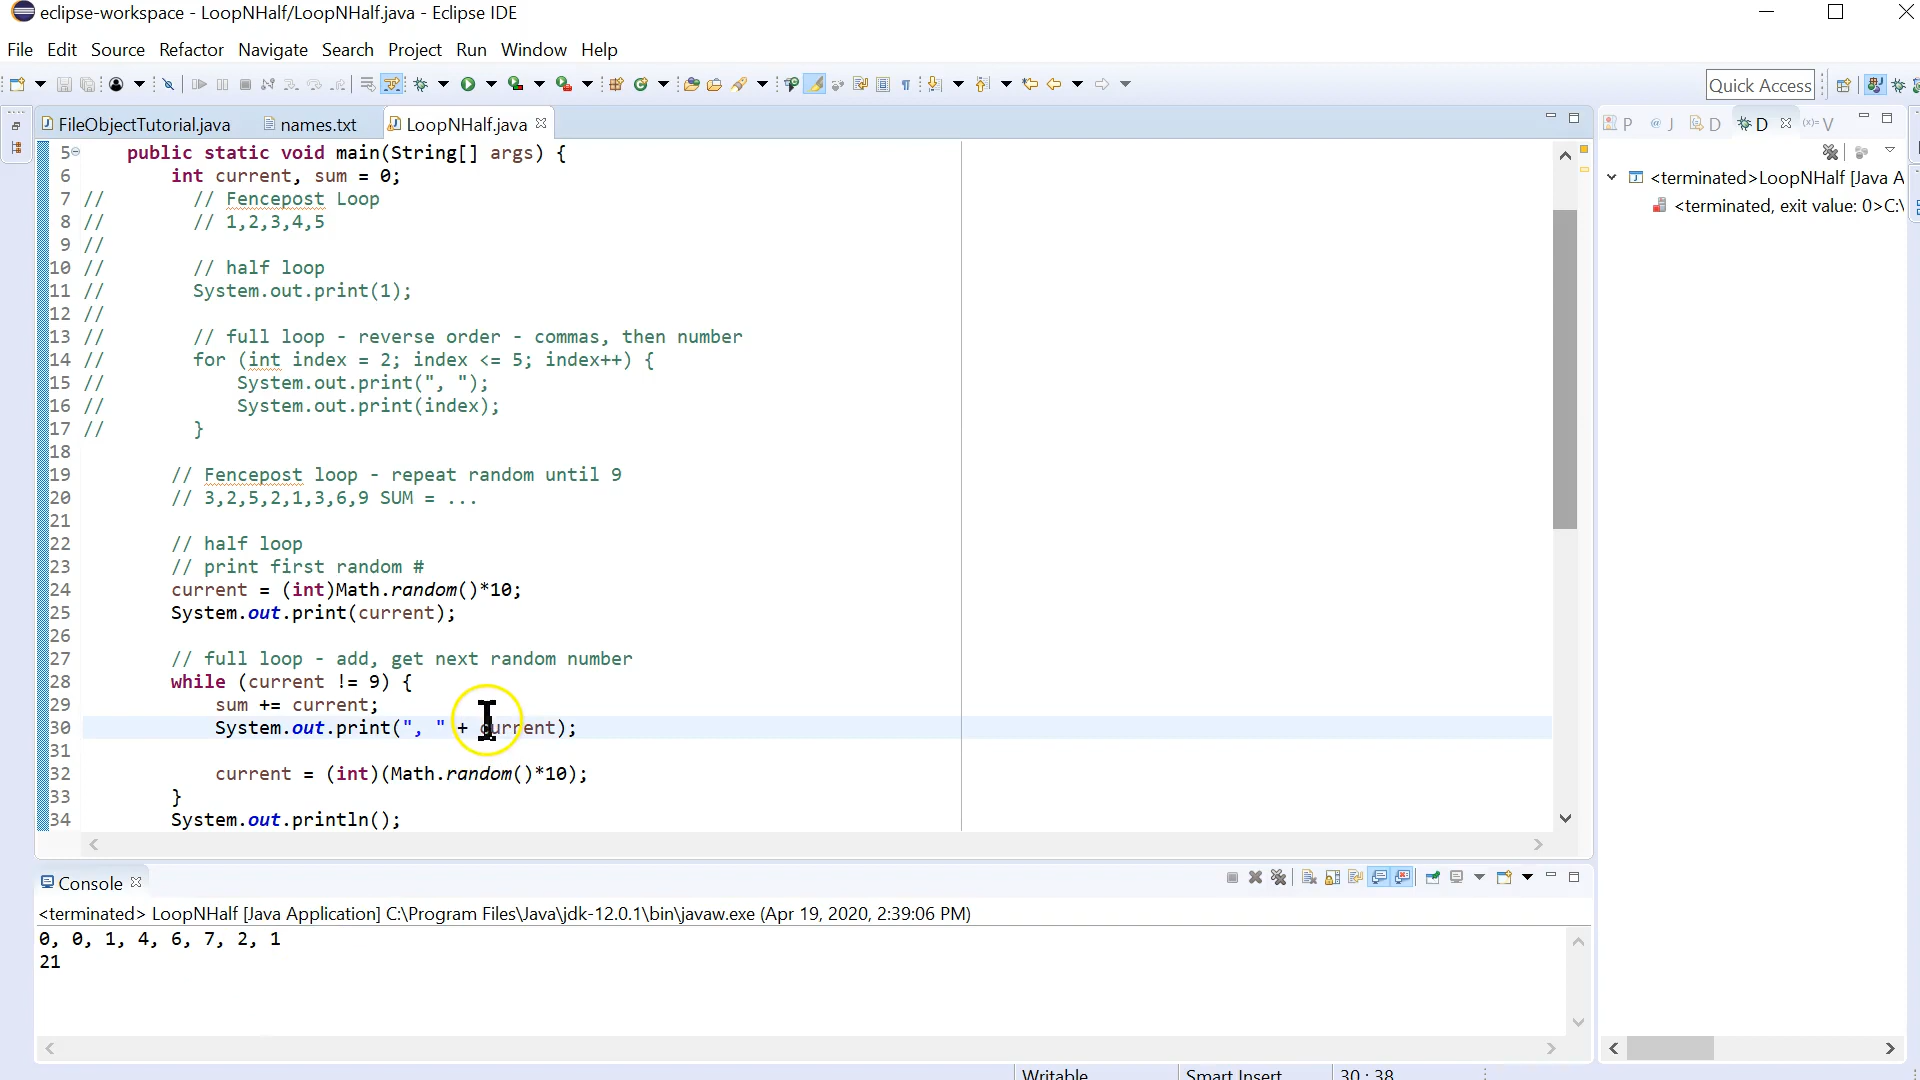 eclipse-workspace - LoopNHalf/LoopNHalf.java - Eclipse IDE
File Edit Source Refactor Navigate Search Project Run Window Help
Quick Access
FileObjectTutorial.java names.txt LoopNHalf.java P J D D V
5 public static void main(String[] args) {
6 int current, sum = 0;
7 // // Fencepost Loop
8 // // 1,2,3,4,5
9 //
10 // // half loop
11 // System.out.print(1);
12 //
13 // // full loop - reverse order - commas, then number
14 // for (int index = 2; index <= 5; index++) {
15 // System.out.print(", ");
16 // System.out.print(index);
17 // }
18
19 // Fencepost loop - repeat random until 9
20 // 3,2,5,2,1,3,6,9 SUM = ...
21
22 // half loop
23 // print first random #
24 current = (int)Math.random()*10;
25 System.out.print(current);
26
27 // full loop - add, get next random number
28 while (current != 9) {
29 sum += current;
30 System.out.print(", " + current);
31
32 current = (int)(Math.random()*10);
33 }
34 System.out.println();
<terminated>LoopNHalf [Java A
<terminated, exit value: 0>C:\
Console
<terminated> LoopNHalf [Java Application] C:\Program Files\Java\jdk-12.0.1\bin\javaw.exe (Apr 19, 2020, 2:39:06 PM)
0, 0, 1, 4, 6, 7, 2, 1
21
Writable Smart Insert 30 : 38